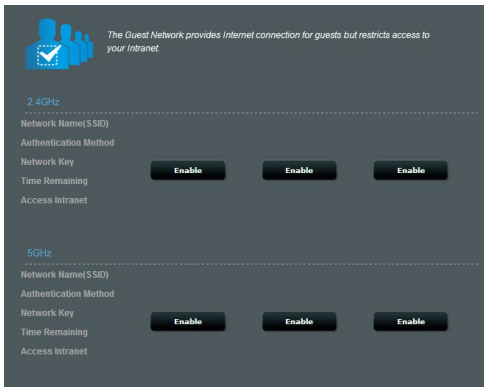 The Guest Network provides Internet connection for guests but restricts access to
your Intranet.
2.4GHz
Network Name(SSID)
Authentication Method
Network Key
Enable Enable Enable
Time Remaining
Access Intranet
5GHz
Network Name(SSID)
Authentication Method
Network Key
Enable Enable Enable
Time Remaining
Access Intranet